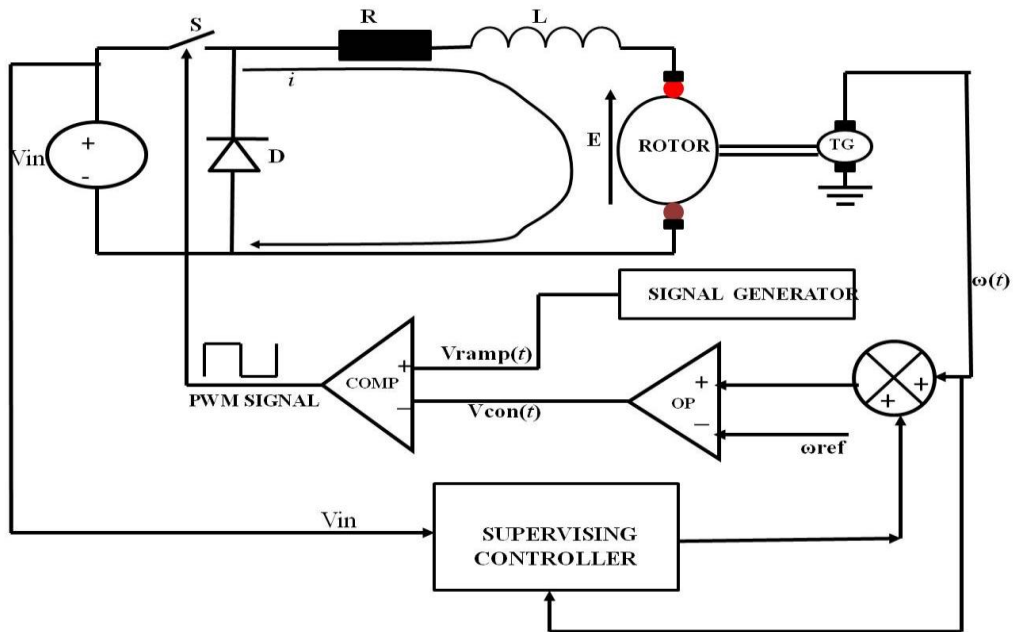 S
R
L
i
Vin
+
-
D
E
ROTOR
TG
ω(t)
SIGNAL GENERATOR
Vramp(t)
+
COMP
−
PWM SIGNAL
Vcon(t)
+
OP
−
ωref
+
+
Vin
SUPERVISING
CONTROLLER